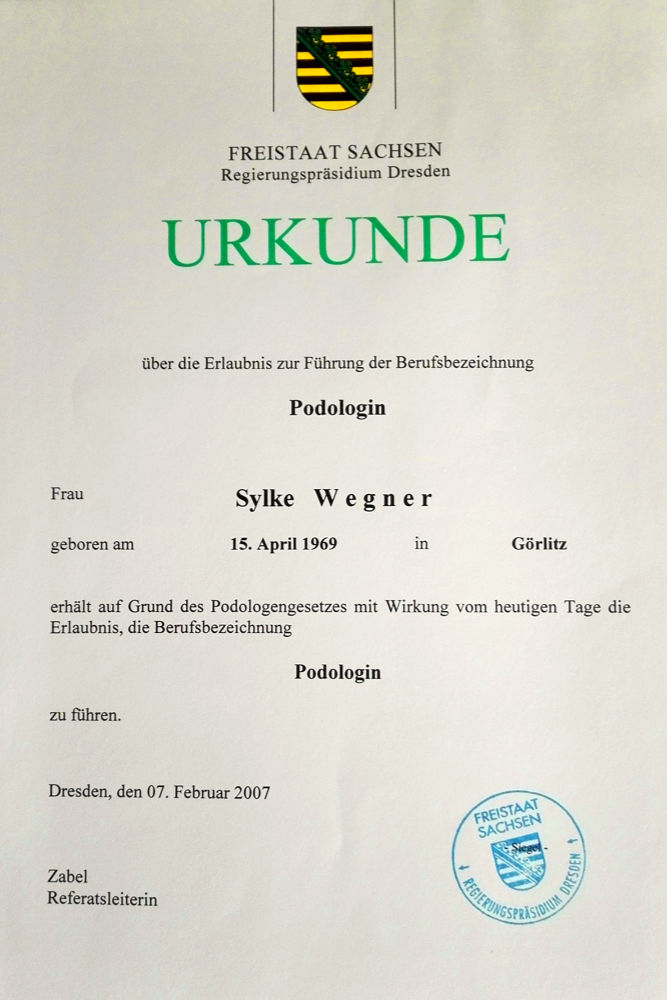 FREISTAAT SACHSEN
Regierungspräsidium Dresden
URKUNDE
über die Erlaubnis zur Führung der Berufsbezeichnung
Podologin
Frau Sylke Wegner
geboren am 15. April 1969 in Görlitz
erhält auf Grund des Podologengesetzes mit Wirkung vom heutigen Tage die
Erlaubnis, die Berufsbezeichnung
Podologin
zu führen.
Dresden, den 07. Februar 2007
FREISTAAT
SACHSEN
- Siegel -
REGIERUNGSPRÄSIDIUM DRESDEN
Zabel
Referatsleiterin